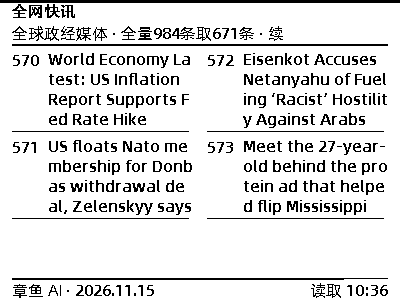 全网快讯
全球政经媒体 · 全量984条取671条 · 续
570 World Economy La
test: US Inflation
Report Supports F
ed Rate Hike
571 US floats Nato me
mbership for Donb
as withdrawal de
al, Zelenskyy says
572 Eisenkot Accuses
Netanyahu of Fuel
ing ‘Racist’ Hostilit
y Against Arabs
573 Meet the 27-year-
old behind the pro
tein ad that helpe
d flip Mississippi
章鱼 AI · 2026.11.15
读取 10:36